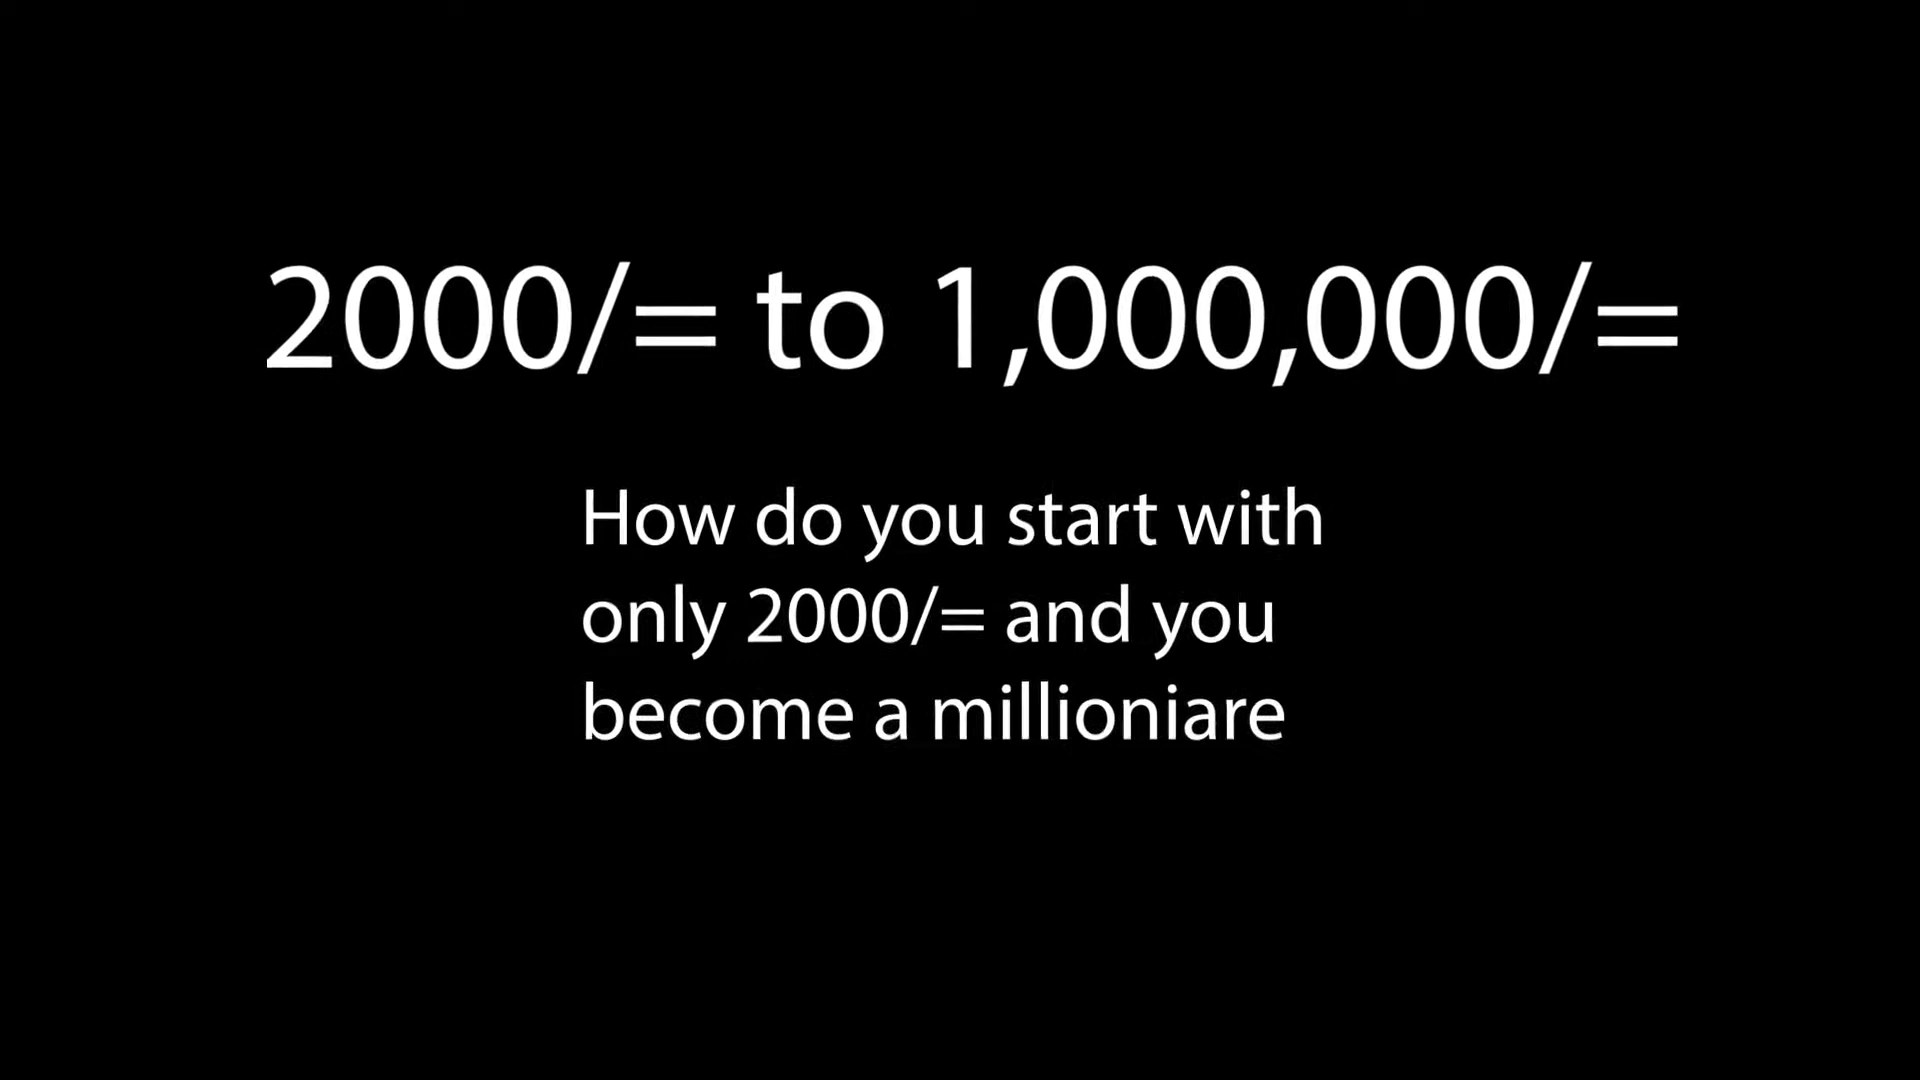 2000/= to 1,000,000/=
How do you start with
only 2000/= and you
become a millioniare